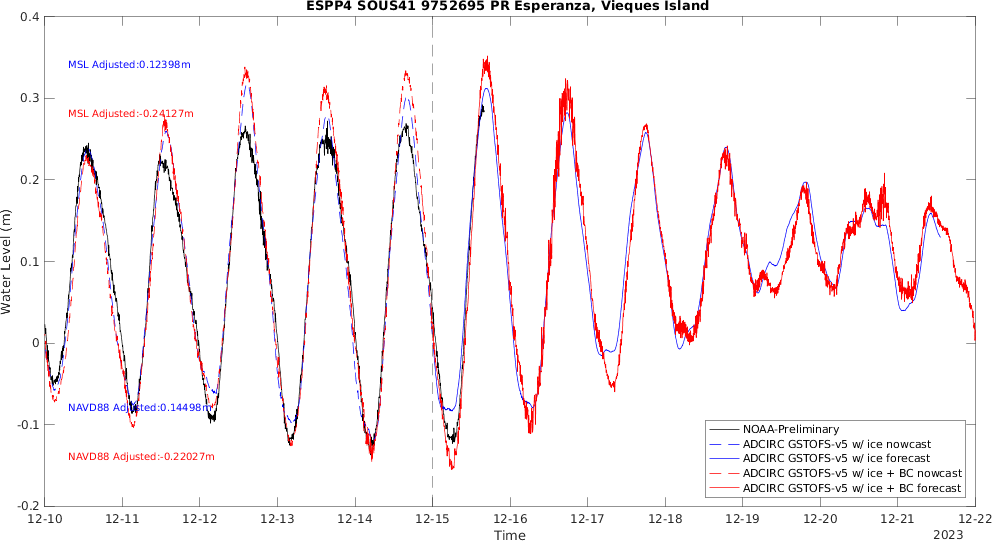 ESPP4 SOUS41 9752695 PR Esperanza, Vieques Island
0.4
0.3
0.2
0.1
0
-0.1
-0.2
Water Level (m)
MSL Adjusted:0.12398m
MSL Adjusted:-0.24127m
NAVD88 Adjusted:0.14498m
NAVD88 Adjusted:-0.22027m
NOAA-Preliminary
ADCIRC GSTOFS-v5 w/ ice nowcast
ADCIRC GSTOFS-v5 w/ ice forecast
ADCIRC GSTOFS-v5 w/ ice + BC nowcast
ADCIRC GSTOFS-v5 w/ ice + BC forecast
12-10 12-11 12-12 12-13 12-14 12-15 12-16 12-17 12-18 12-19 12-20 12-21 12-22
Time
2023